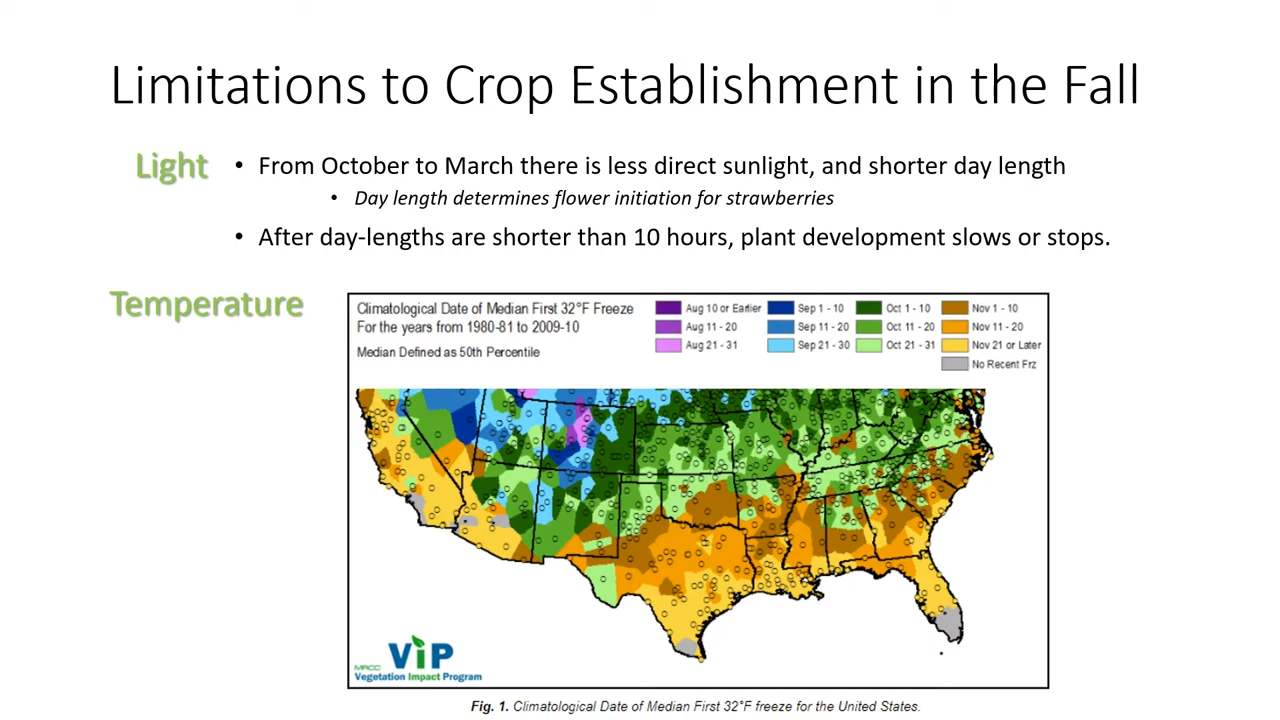 Limitations to Crop Establishment in the Fall
Light
• From October to March there is less direct sunlight, and shorter day length
• Day length determines flower initiation for strawberries
• After day-lengths are shorter than 10 hours, plant development slows or stops.
Temperature
Climatological Date of Median First 32°F Freeze
For the years from 1980-81 to 2009-10
Median Defined as 50th Percentile
Aug 10 or Earlier
Aug 11 - 20
Aug 21 - 31
Sep 1 - 10
Sep 11 - 20
Sep 21 - 30
Oct 1 - 10
Oct 11 - 20
Oct 21 - 31
Nov 1 - 10
Nov 11 - 20
Nov 21 or Later
No Recent Frz
MRCC
ViP
Vegetation Impact Program
Fig. 1. Climatological Date of Median First 32°F freeze for the United States.